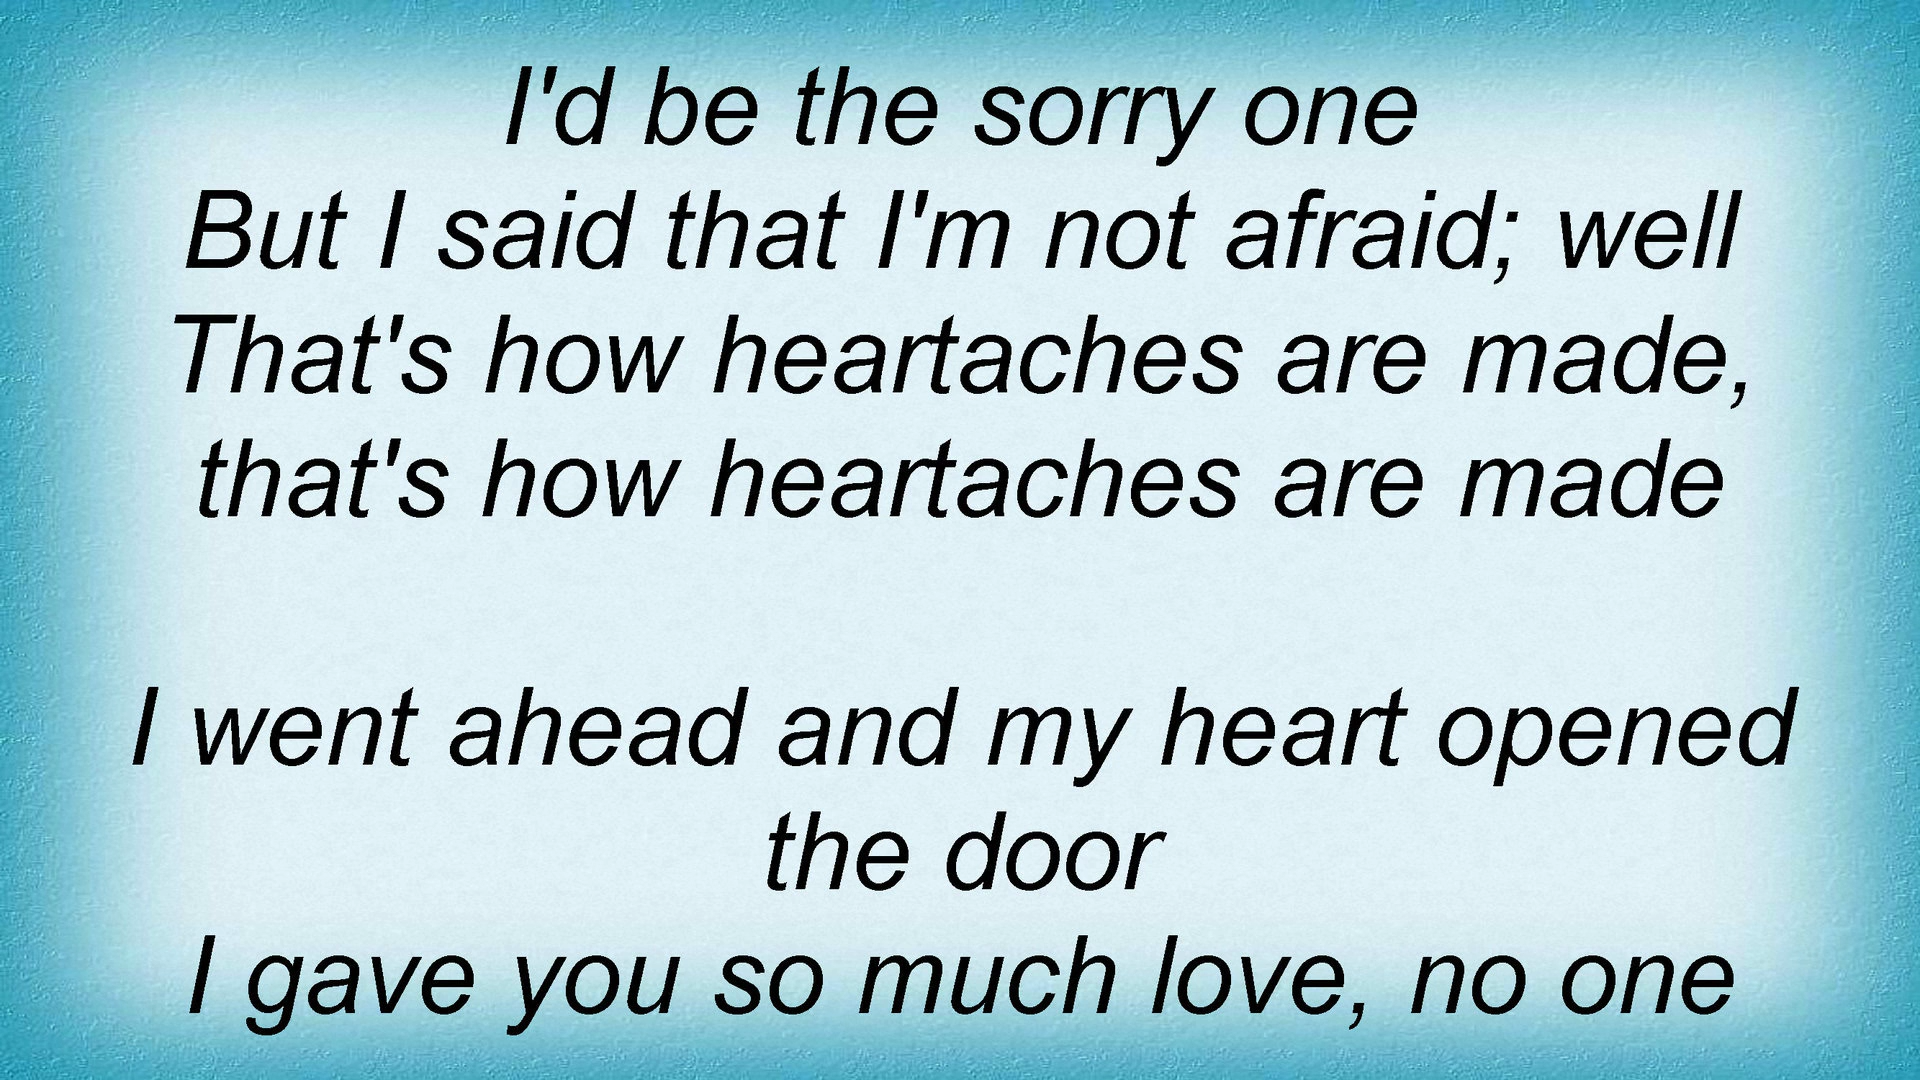 I'd be the sorry one
But I said that I'm not afraid; well
That's how heartaches are made,
that's how heartaches are made
I went ahead and my heart opened
the door
I gave you so much love, no one